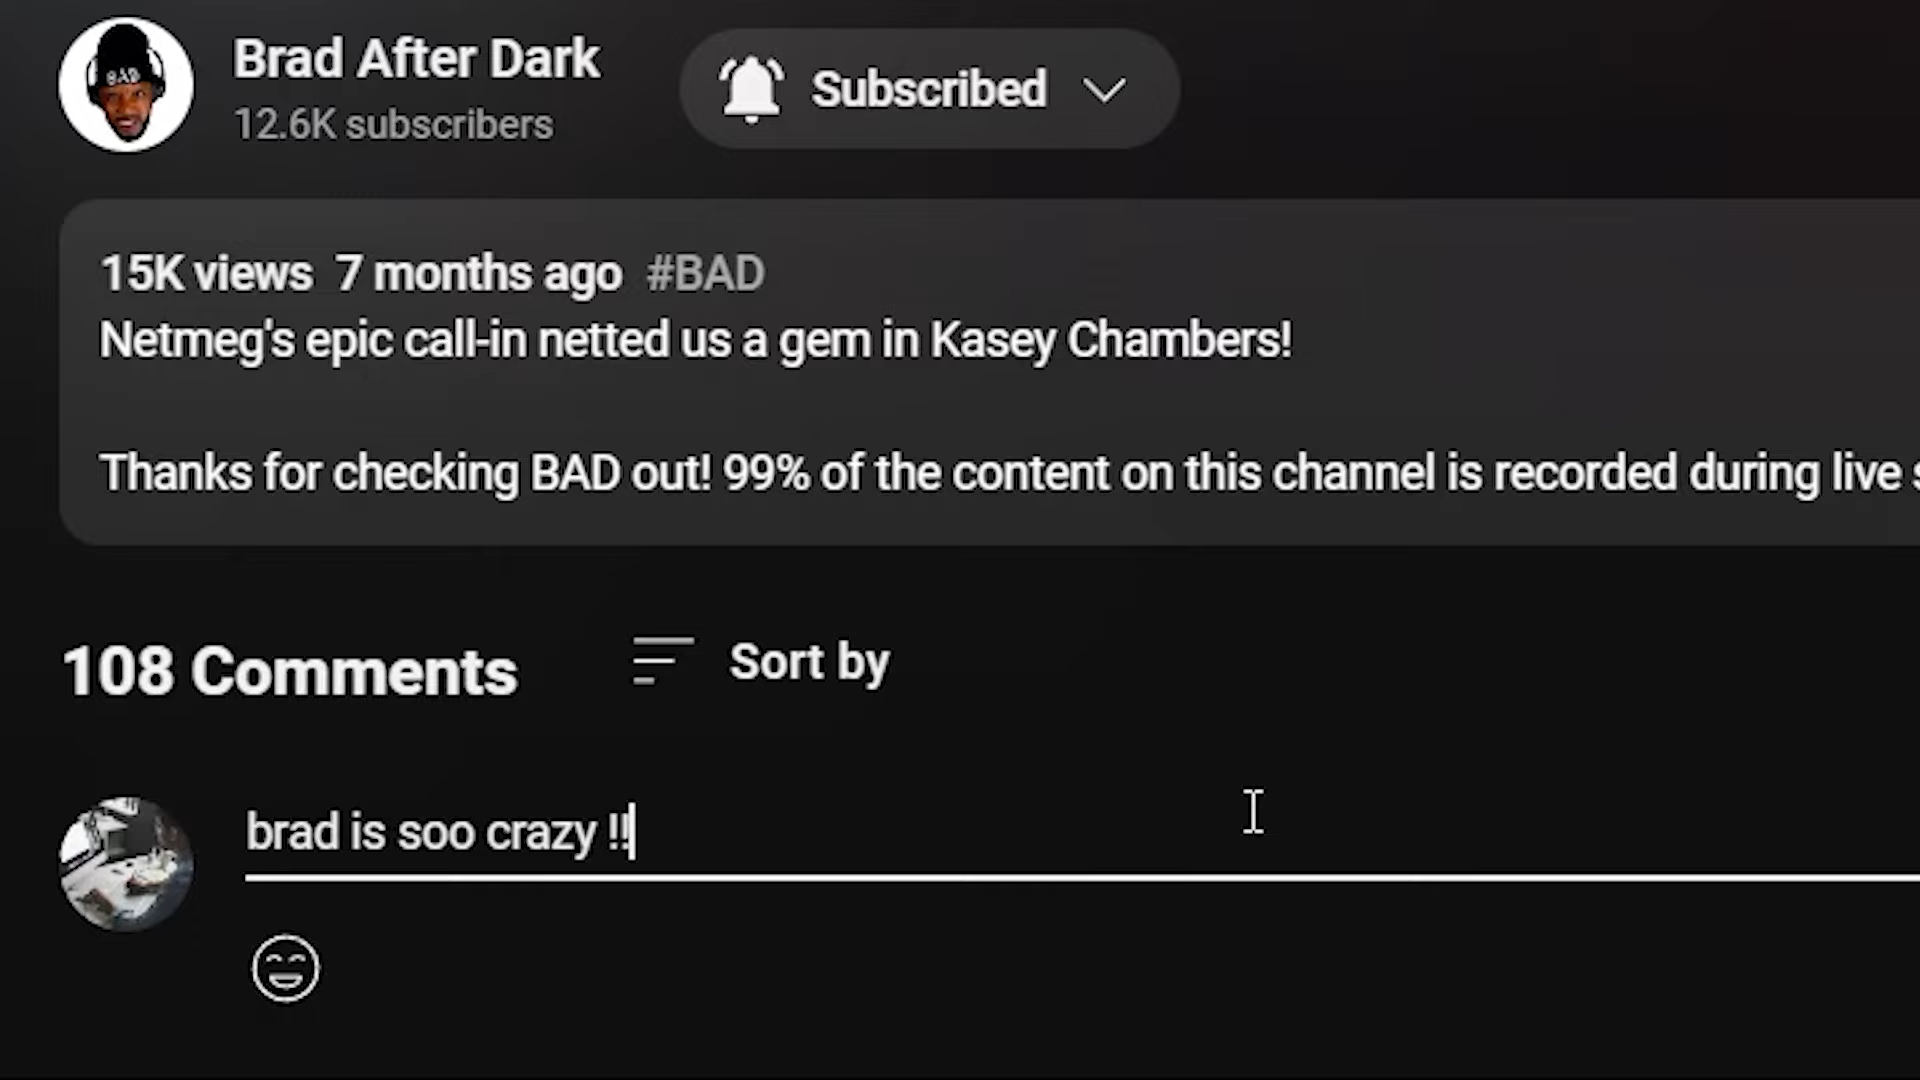 BAD
Brad After Dark
12.6K subscribers
Subscribed
15K views 7 months ago #BAD
Netmeg's epic call-in netted us a gem in Kasey Chambers!
Thanks for checking BAD out! 99% of the content on this channel is recorded during live
108 Comments
Sort by
brad is soo crazy !!